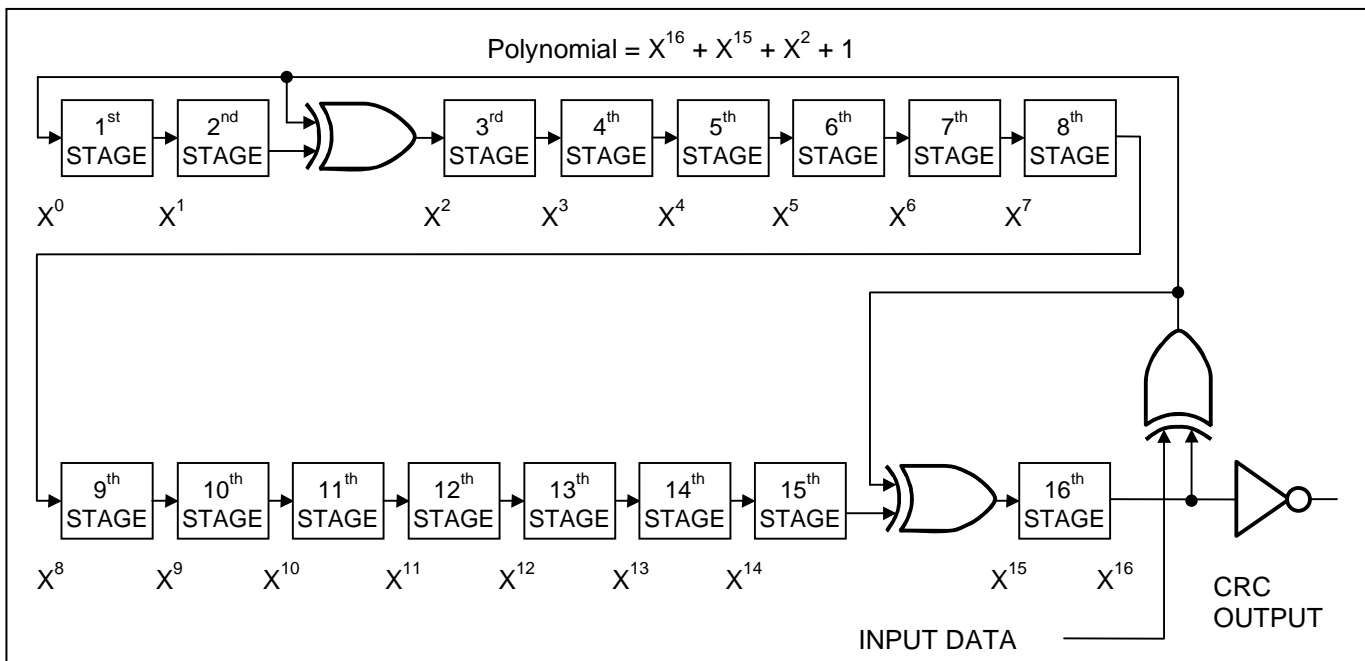 Polynomial = X¹⁶ + X¹⁵ + X² + 1
1ˢᵗ STAGE
2ⁿᵈ STAGE
3ʳᵈ STAGE
4ᵗʰ STAGE
5ᵗʰ STAGE
6ᵗʰ STAGE
7ᵗʰ STAGE
8ᵗʰ STAGE
X⁰ X¹ X² X³ X⁴ X⁵ X⁶ X⁷
9ᵗʰ STAGE
10ᵗʰ STAGE
11ᵗʰ STAGE
12ᵗʰ STAGE
13ᵗʰ STAGE
14ᵗʰ STAGE
15ᵗʰ STAGE
16ᵗʰ STAGE
X⁸ X⁹ X¹⁰ X¹¹ X¹² X¹³ X¹⁴ X¹⁵ X¹⁶
CRC
OUTPUT
INPUT DATA